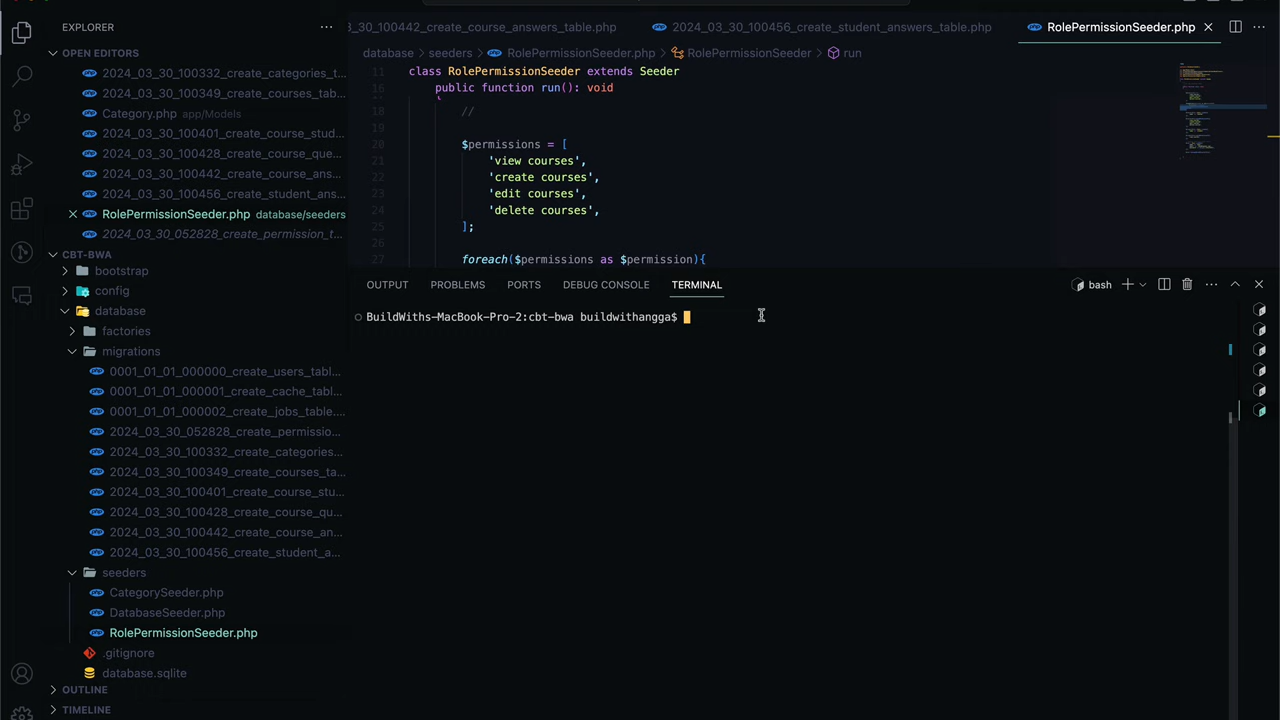 EXPLORER
OPEN EDITORS
2024_03_30_100332_create_categories_t...
2024_03_30_100349_create_courses_tab...
Category.php app/Models
2024_03_30_100401_create_course_stud...
2024_03_30_100428_create_course_que...
2024_03_30_100442_create_course_ans...
2024_03_30_100456_create_student_ans...
RolePermissionSeeder.php database/seeders
2024_03_30_052828_create_permission_t...
CBT-BWA
bootstrap
config
database
factories
migrations
0001_01_01_000000_create_users_tabl...
0001_01_01_000001_create_cache_tabl...
0001_01_01_000002_create_jobs_table....
2024_03_30_052828_create_permissio...
2024_03_30_100332_create_categories...
2024_03_30_100349_create_courses_ta...
2024_03_30_100401_create_course_stu...
2024_03_30_100428_create_course_qu...
2024_03_30_100442_create_course_an...
2024_03_30_100456_create_student_a...
seeders
CategorySeeder.php
DatabaseSeeder.php
RolePermissionSeeder.php
.gitignore
database.sqlite
OUTLINE
TIMELINE
3_30_100442_create_course_answers_table.php
2024_03_30_100456_create_student_answers_table.php
RolePermissionSeeder.php
database > seeders > RolePermissionSeeder.php > RolePermissionSeeder > run
11 class RolePermissionSeeder extends Seeder
16 public function run(): void
18 //
19
20 $permissions = [
21 'view courses',
22 'create courses',
23 'edit courses',
24 'delete courses',
25 ];
26
27 foreach($permissions as $permission){
OUTPUT PROBLEMS PORTS DEBUG CONSOLE TERMINAL
bash
BuildWiths-MacBook-Pro-2:cbt-bwa buildwithangga$